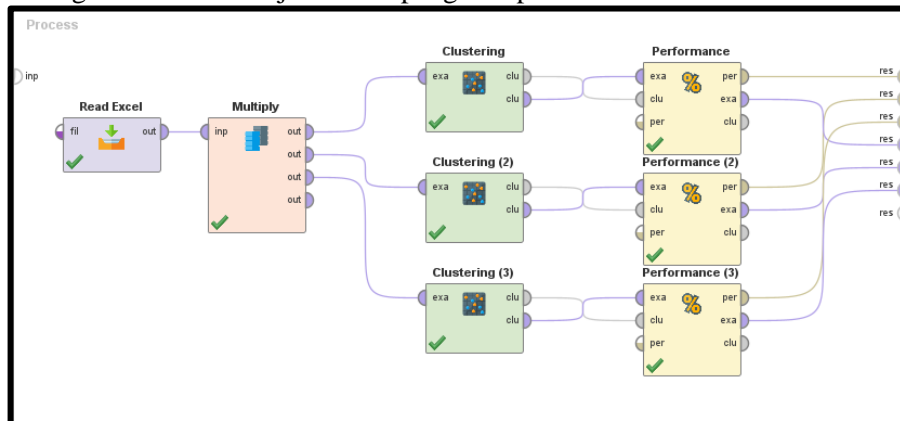 Process
inp
Read Excel
fil out
Multiply
inp out
out
out
out
Clustering
exa clu
clu
Performance
exa per
clu exa
per clu
Clustering (2)
exa clu
clu
Performance (2)
exa per
clu exa
per clu
Clustering (3)
exa clu
clu
Performance (3)
exa per
clu exa
per clu
res
res
res
res
res
res
res